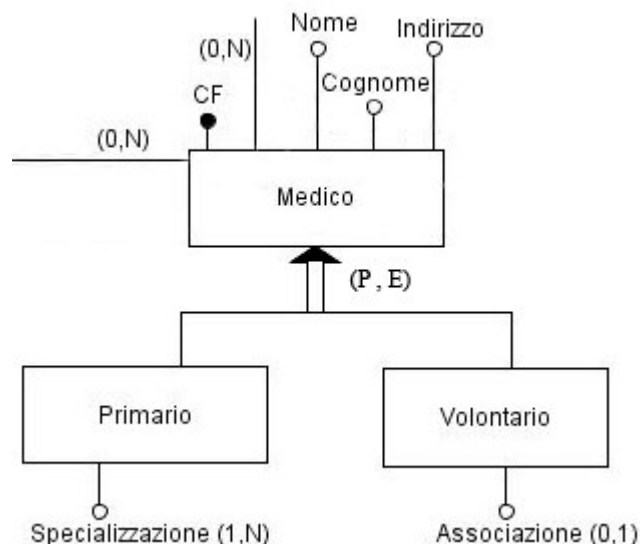 Nome
Indirizzo
(0,N)
Cognome
CF
(0,N)
Medico
(P , E)
Primario
Volontario
Specializzazione (1,N)
Associazione (0,1)